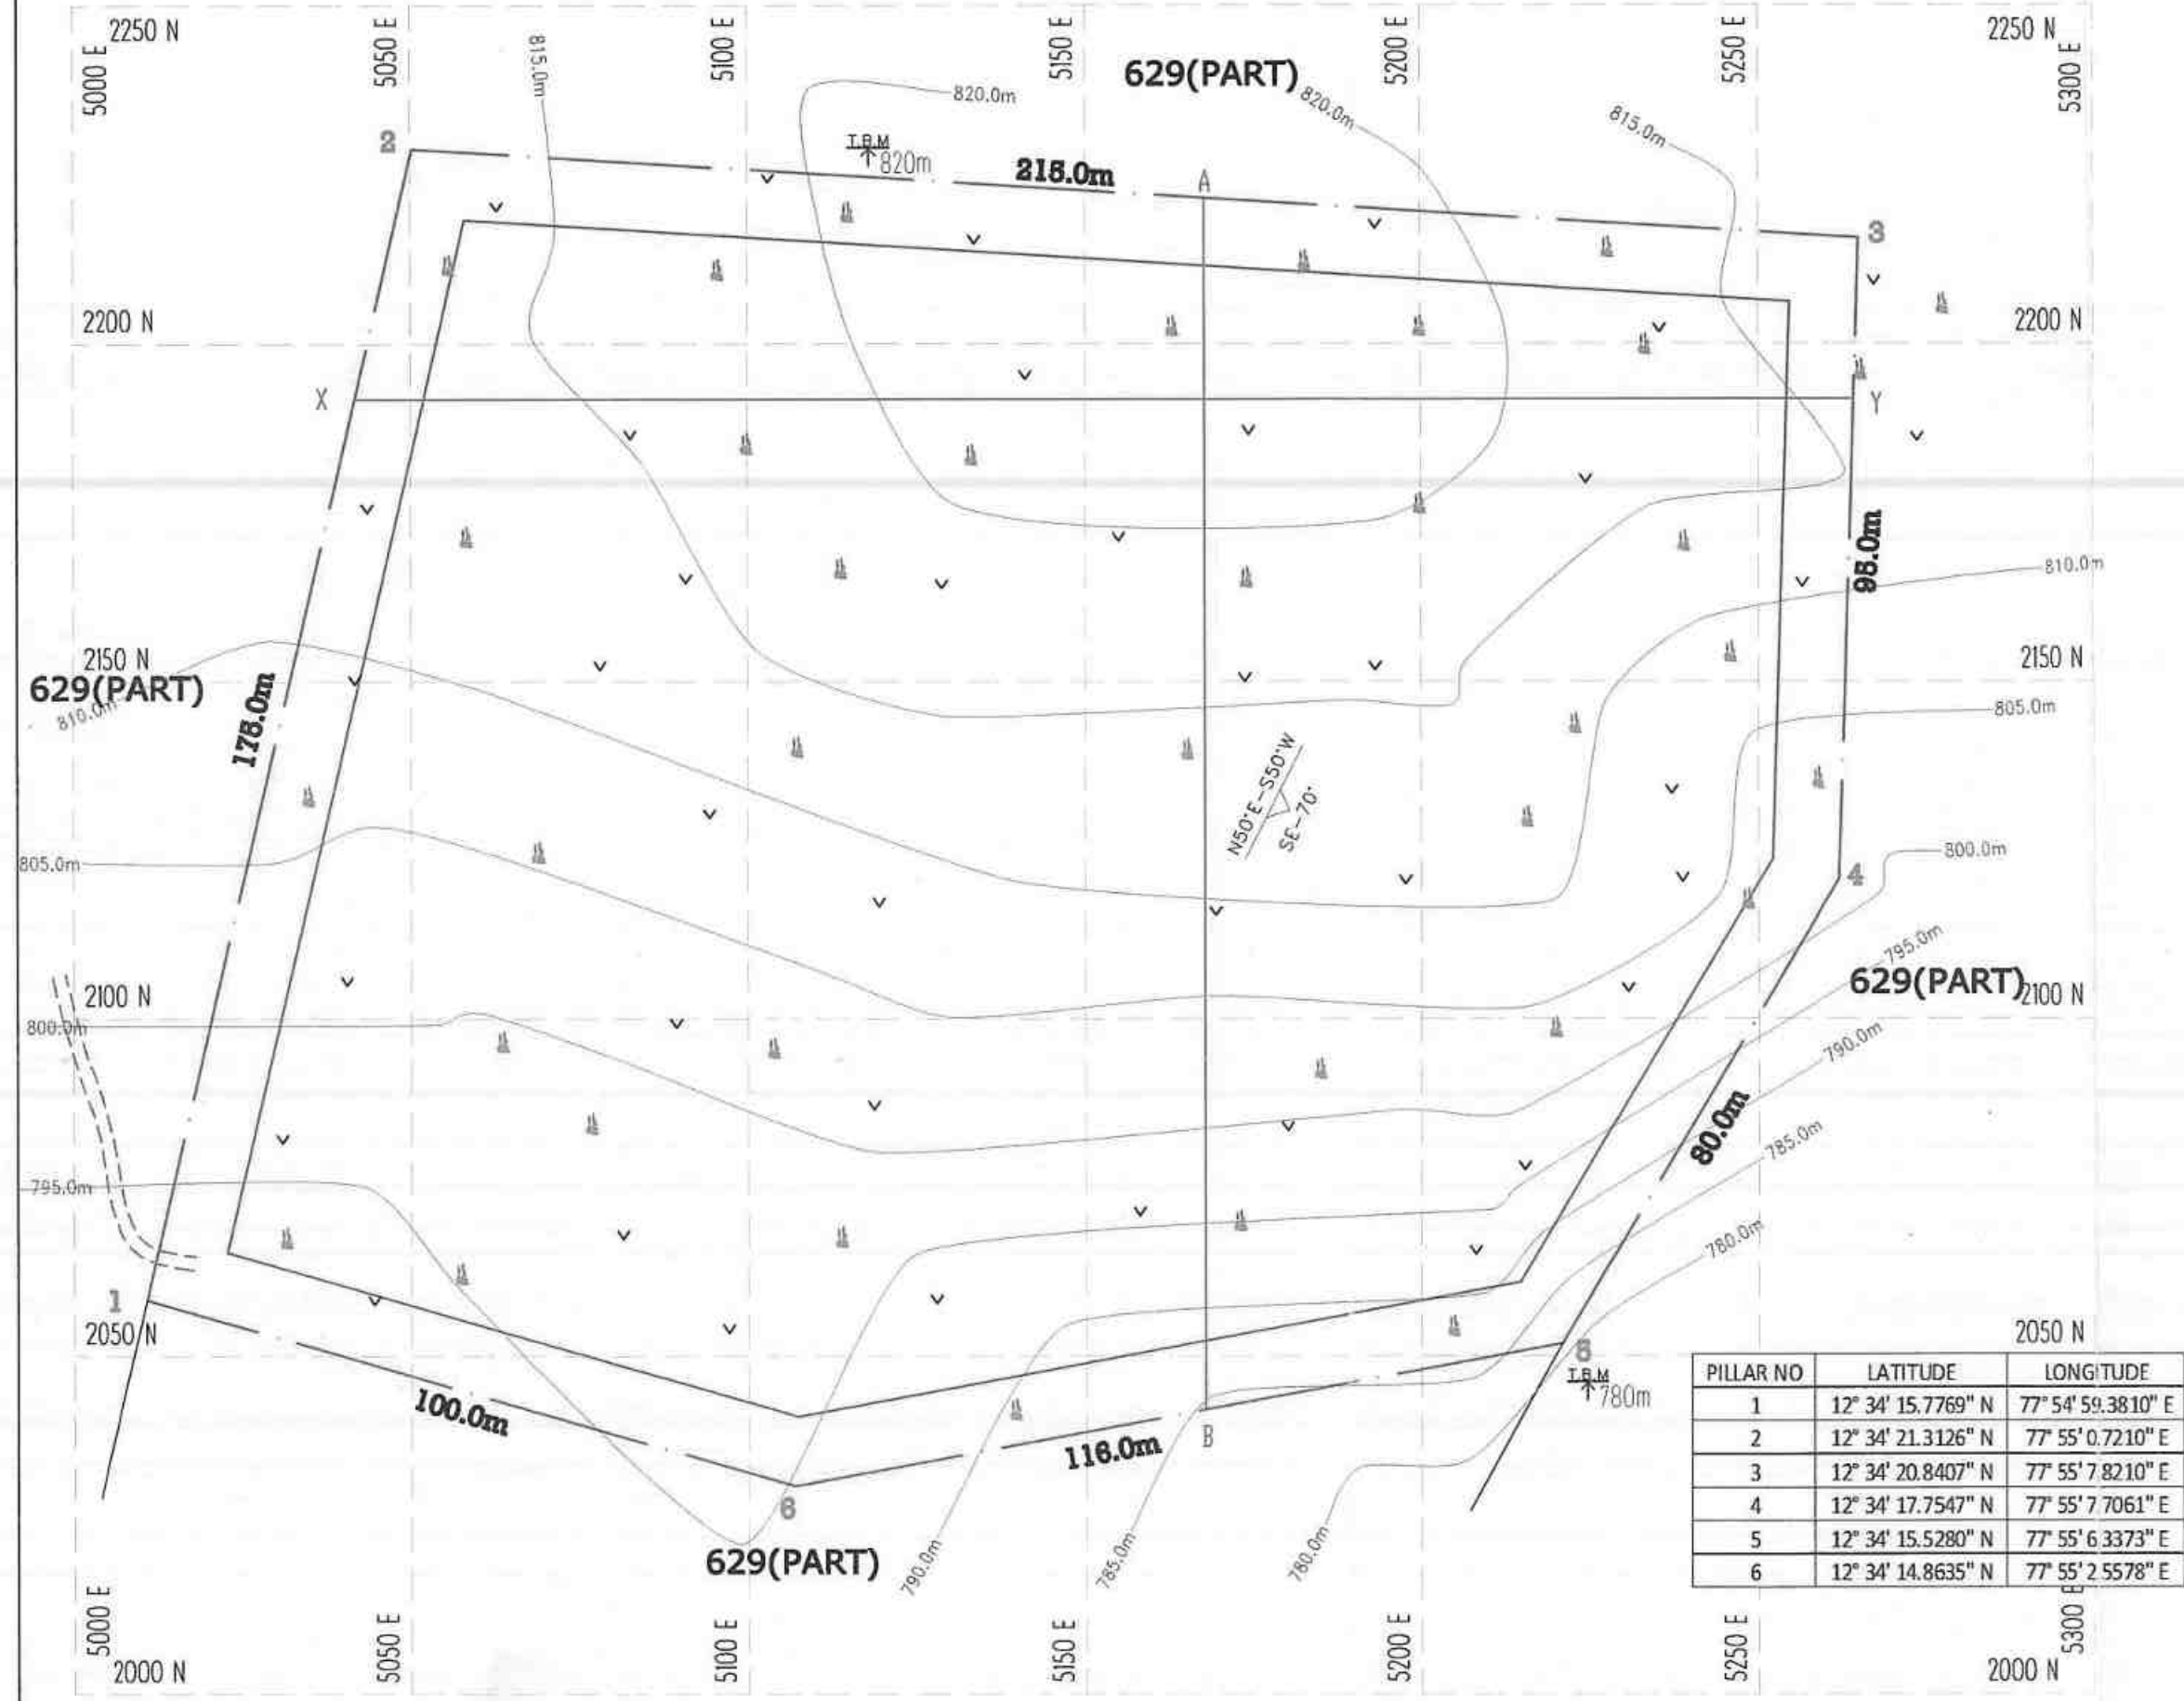 2250 N
5000 E
5050 E
5100 E
5150 E
5200 E
5250 E
2250 N
5300 E
815.0m
820.0m
629(PART)
820.0m
815.0m
2
T.B.M
820m
215.0m
A
3
2200 N
2200 N
X
Y
95.0m
810.0m
2150 N
2150 N
629(PART)
810.0m
175.0m
805.0m
N50°E-S50°W
SE-70°
805.0m
800.0m
4
795.0m
629(PART)
2100 N
2100 N
800.0m
790.0m
80.0m
785.0m
795.0m
780.0m
1
2050 N
2050 N
5
T.B.M
780m
100.0m
116.0m
B
6
629(PART)
790.0m
785.0m
780.0m
PILLAR NO LATITUDE LONGITUDE
1 12° 34' 15.7769" N 77° 54' 59.3810" E
2 12° 34' 21.3126" N 77° 55' 0.7210" E
3 12° 34' 20.8407" N 77° 55' 7.8210" E
4 12° 34' 17.7547" N 77° 55' 7.7061" E
5 12° 34' 15.5280" N 77° 55' 6.3373" E
6 12° 34' 14.8635" N 77° 55' 2.5578" E
5000 E
5050 E
5100 E
5150 E
5200 E
5250 E
5300 E
2000 N
2000 N